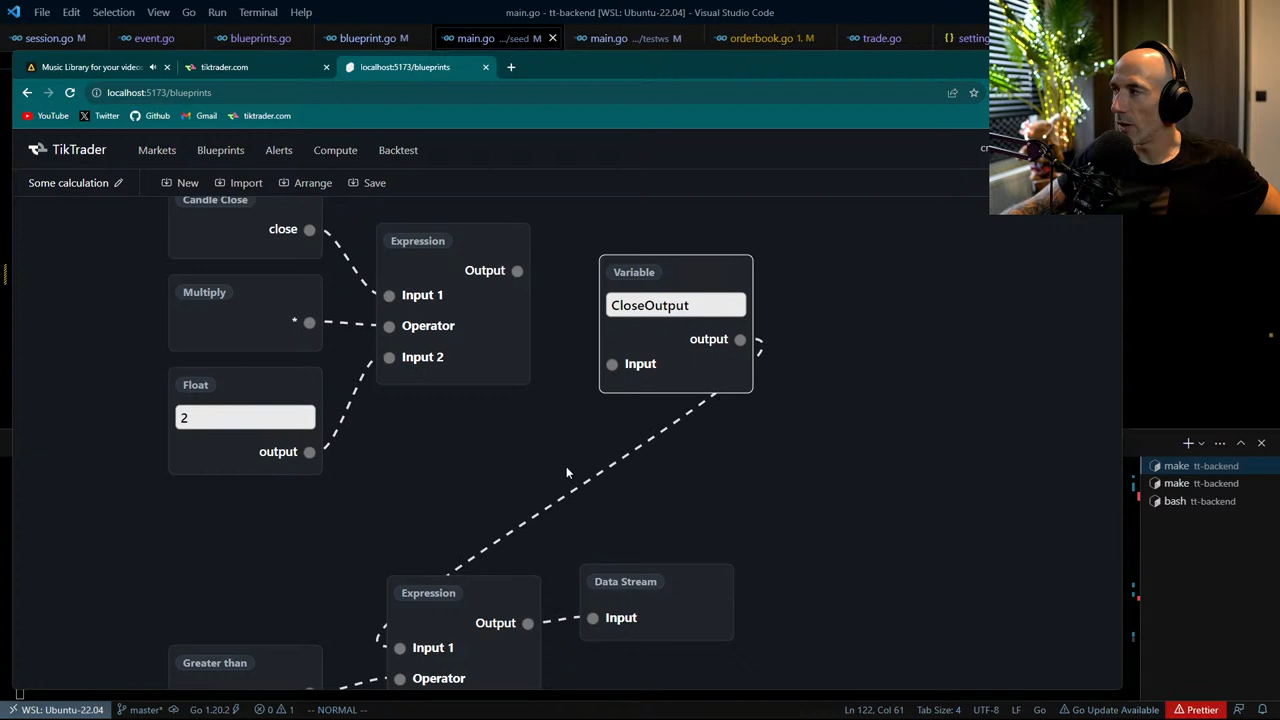 File Edit Selection View Go Run Terminal Help
main.go - tt-backend [WSL: Ubuntu-22.04] - Visual Studio Code
session.go M event.go blueprints.go blueprint.go M main.go .../seed main.go .../testws M orderbook.go 1, M trade.go
Music Library for your video tiktrader.com localhost:5173/blueprints
localhost:5173/blueprints
YouTube Twitter Github Gmail tiktrader.com
TikTrader Markets Blueprints Alerts Compute Backtest
Some calculation New Import Arrange Save
Candle Close
close
Multiply
*
Float
2
output
Expression
Output
Input 1
Operator
Input 2
Variable
CloseOutput
output
Input
Expression
Output
Input 1
Operator
Data Stream
Input
Greater than
make tt-backend
make tt-backend
bash tt-backend
WSL: Ubuntu-22.04 master* Go 1.20.2 0 1 -- NORMAL -- Ln 122, Col 61 Tab Size: 4 UTF-8 LF Go Go Update Available Prettier